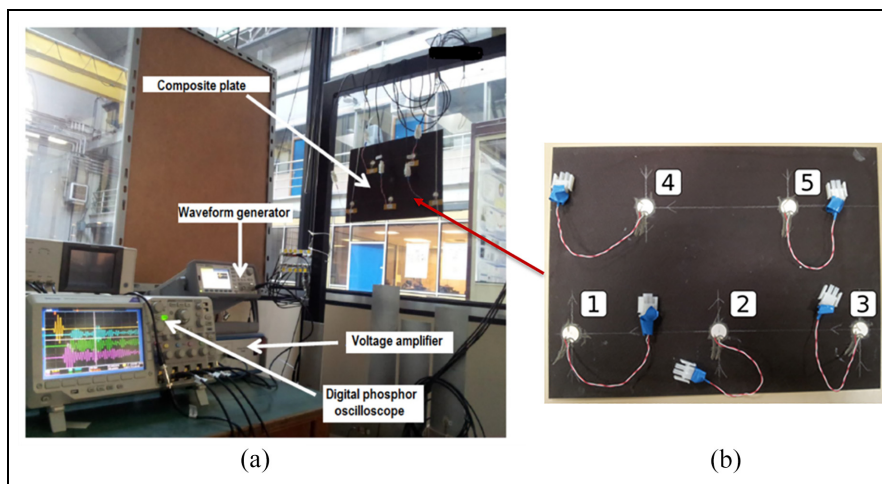 Composite plate
Waveform generator
Voltage amplifier
Digital phosphor
oscilloscope
(a)
4
5
1
2
3
(b)